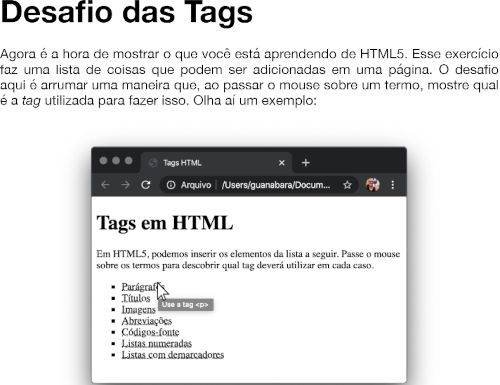 Desafio das Tags
Agora é a hora de mostrar o que você está aprendendo de HTML5. Esse exercício
faz uma lista de coisas que podem ser adicionadas em uma página. O desafio
aqui é arrumar uma maneira que, ao passar o mouse sobre um termo, mostre qual
é a tag utilizada para fazer isso. Olha aí um exemplo:
Tags HTML
Arquivo | /Users/guanabara/Docum...
Tags em HTML
Em HTML5, podemos inserir os elementos da lista a seguir. Passe o mouse
sobre os termos para descobrir qual tag deverá utilizar em cada caso.
Parágrafos
Títulos
Use a tag <p>
Imagens
Abreviações
Códigos-fonte
Listas numeradas
Listas com demarcadores